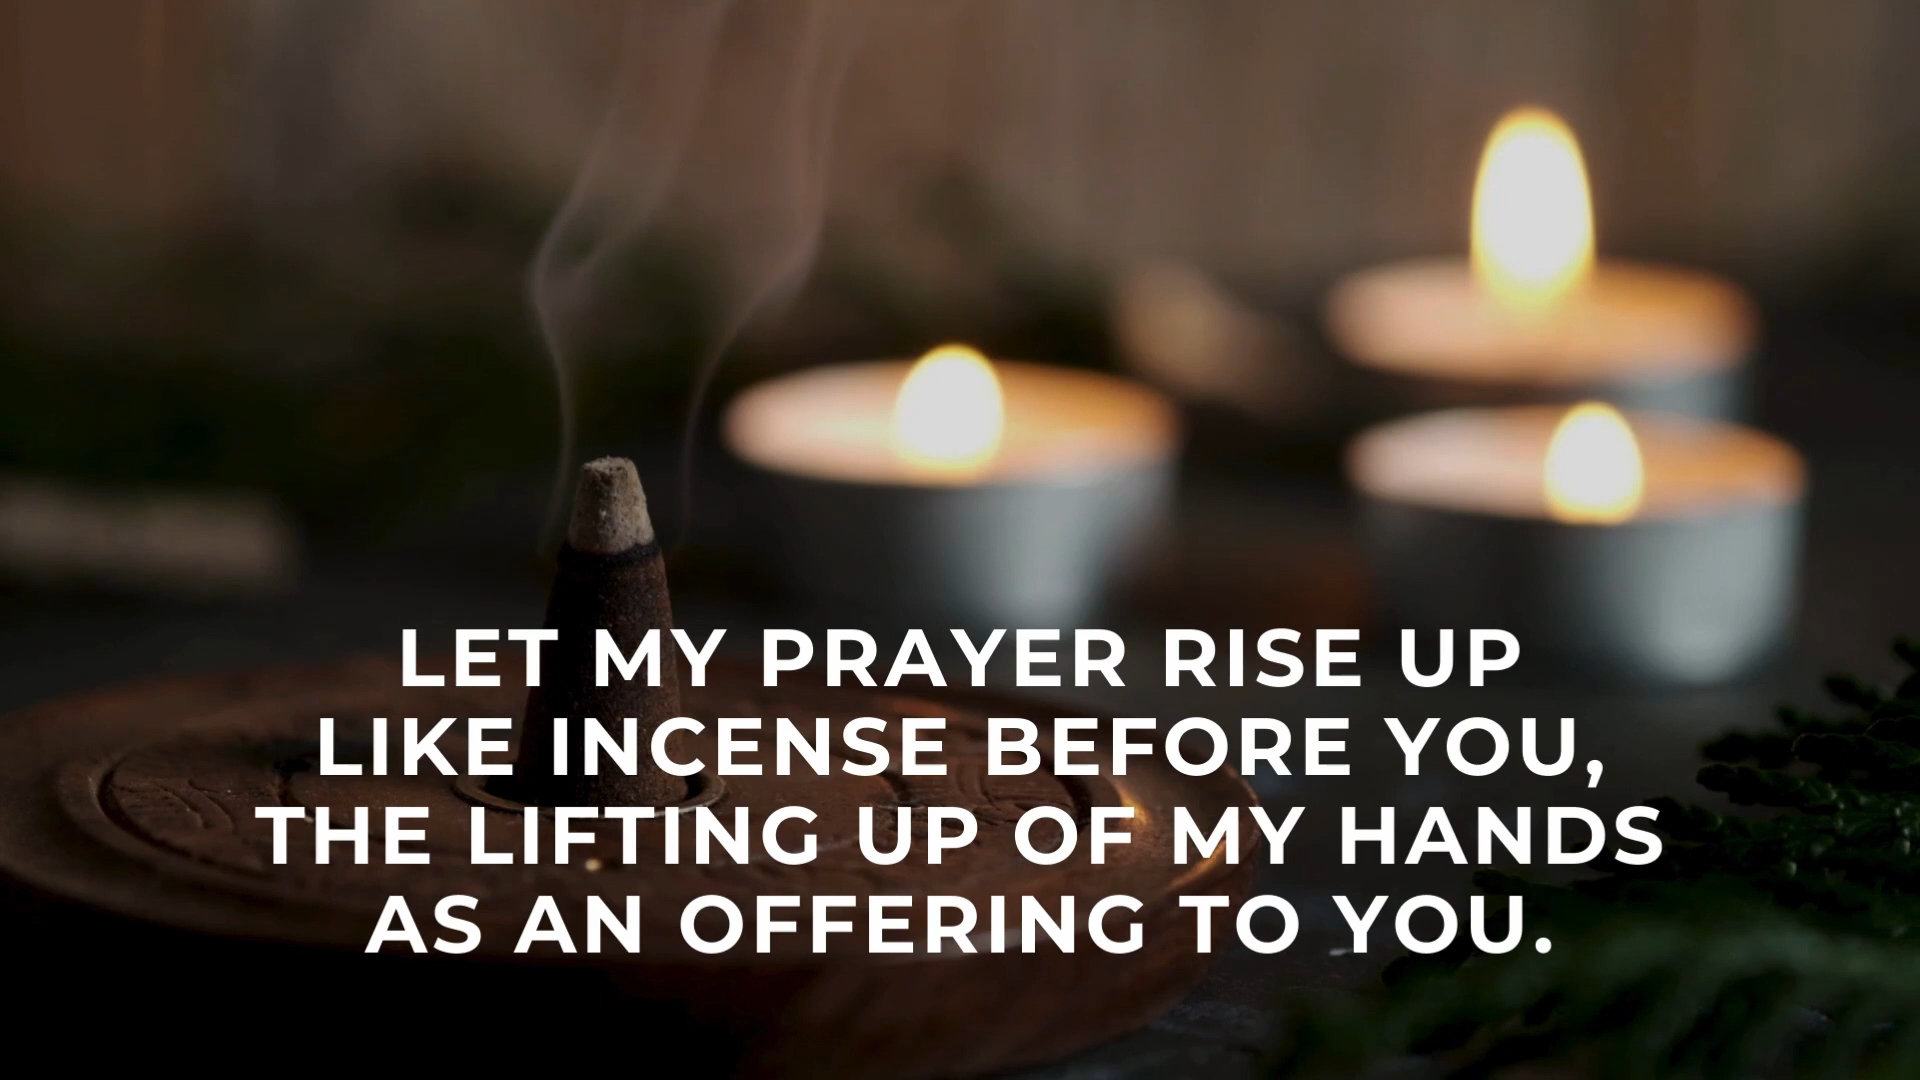 LET MY PRAYER RISE UP
LIKE INCENSE BEFORE YOU,
THE LIFTING UP OF MY HANDS
AS AN OFFERING TO YOU.